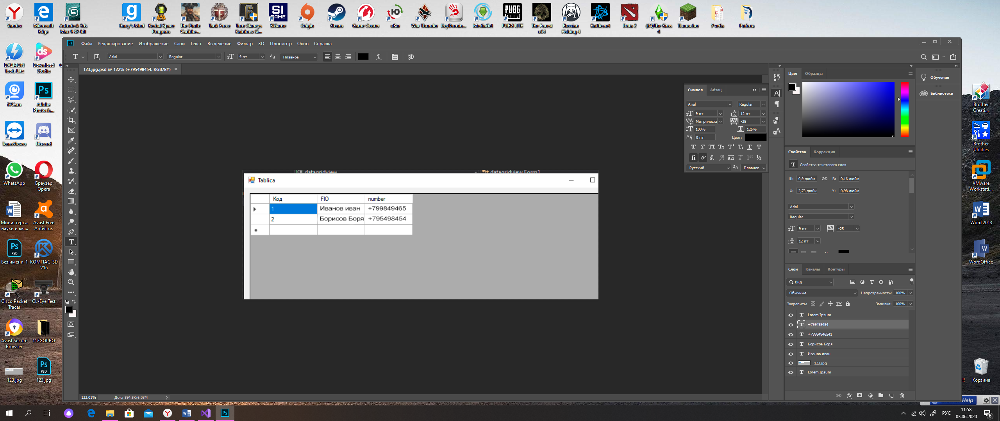 Yandex
Microsoft Edge
Autodesk 3ds Max 9 32-bit
Garry's Mod
Kerbal Space Program
The Pirate Caribbe...
Tank Force
Tom Clancys Rainbow Si...
SIGame
Origin
Steam
Game Center
uBar
War Thunder
KeyDomin...
MediaGet
PUBG LITE
The Forest x64
Russian Fishing 4
Battle.net
Dota 2
(64)The Sims 4
TLauncher
Учеба
Работа
DAEMON Tools Lite
Download Studio
iVCam
Adobe Photosh...
TeamViewer
Discord
WhatsApp
Браузер Opera
Министерс... науки и вы...
Avast Free Antivirus
Без имени-1
КОМПАС-3D V16
Cisco Packet Tracer
CL-Eye Test
Avast Secure Browser
112GOPRO
123.jpg
123.jpg
Файл Редактирование Изображение Слои Текст Выделение Фильтр 3D Просмотр Окно Справка
Arial Regular 9 пт Плавное 3D
123.jpg.psd @ 122% (+795498454, RGB/8#)
datagridview datagridview.Form1
Tablica
Код FIO number
1 Иванов иван +799849465
2 Борисов Боря +795498454
122,01% Док: 594,5K/6,03M
Символ Абзац
Arial Regular
9 пт 12 пт
Метрически -25
100% 125%
0 пт Цвет:
Русский Плавное
Цвет Образцы
Обучение
Библиотеки
Свойства Коррекция
Свойства текстового слоя
Ш: 0,9 дюйм В: 0,16 дюйм
X: 2,73 дюйм Y: 0,98 дюйм
Arial
Regular
9 пт -25
12 пт
Слои Каналы Контуры
Вид
Обычные Непрозрачность: 100%
Закрепить: Заливка: 100%
Lorem Ipsum
+795498454
+79984946541
Борисов Боря
Иванов иван
123.jpg
Lorem Ipsum
Brother Creati...
Brother Utilities
VMware Workstati...
Word 2013
WordOffice
Корзина
Help
РУС
11:58
03.06.2020
6